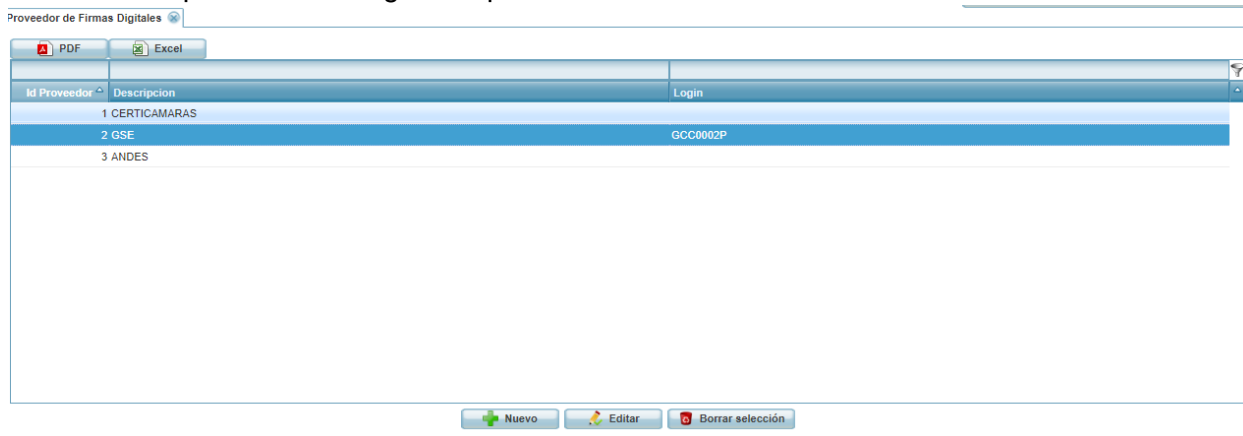 Proveedor de Firmas Digitales
PDF Excel
Id Proveedor Descripcion Login
1 CERTICAMARAS
2 GSE GCC0002P
3 ANDES
Nuevo Editar Borrar selección